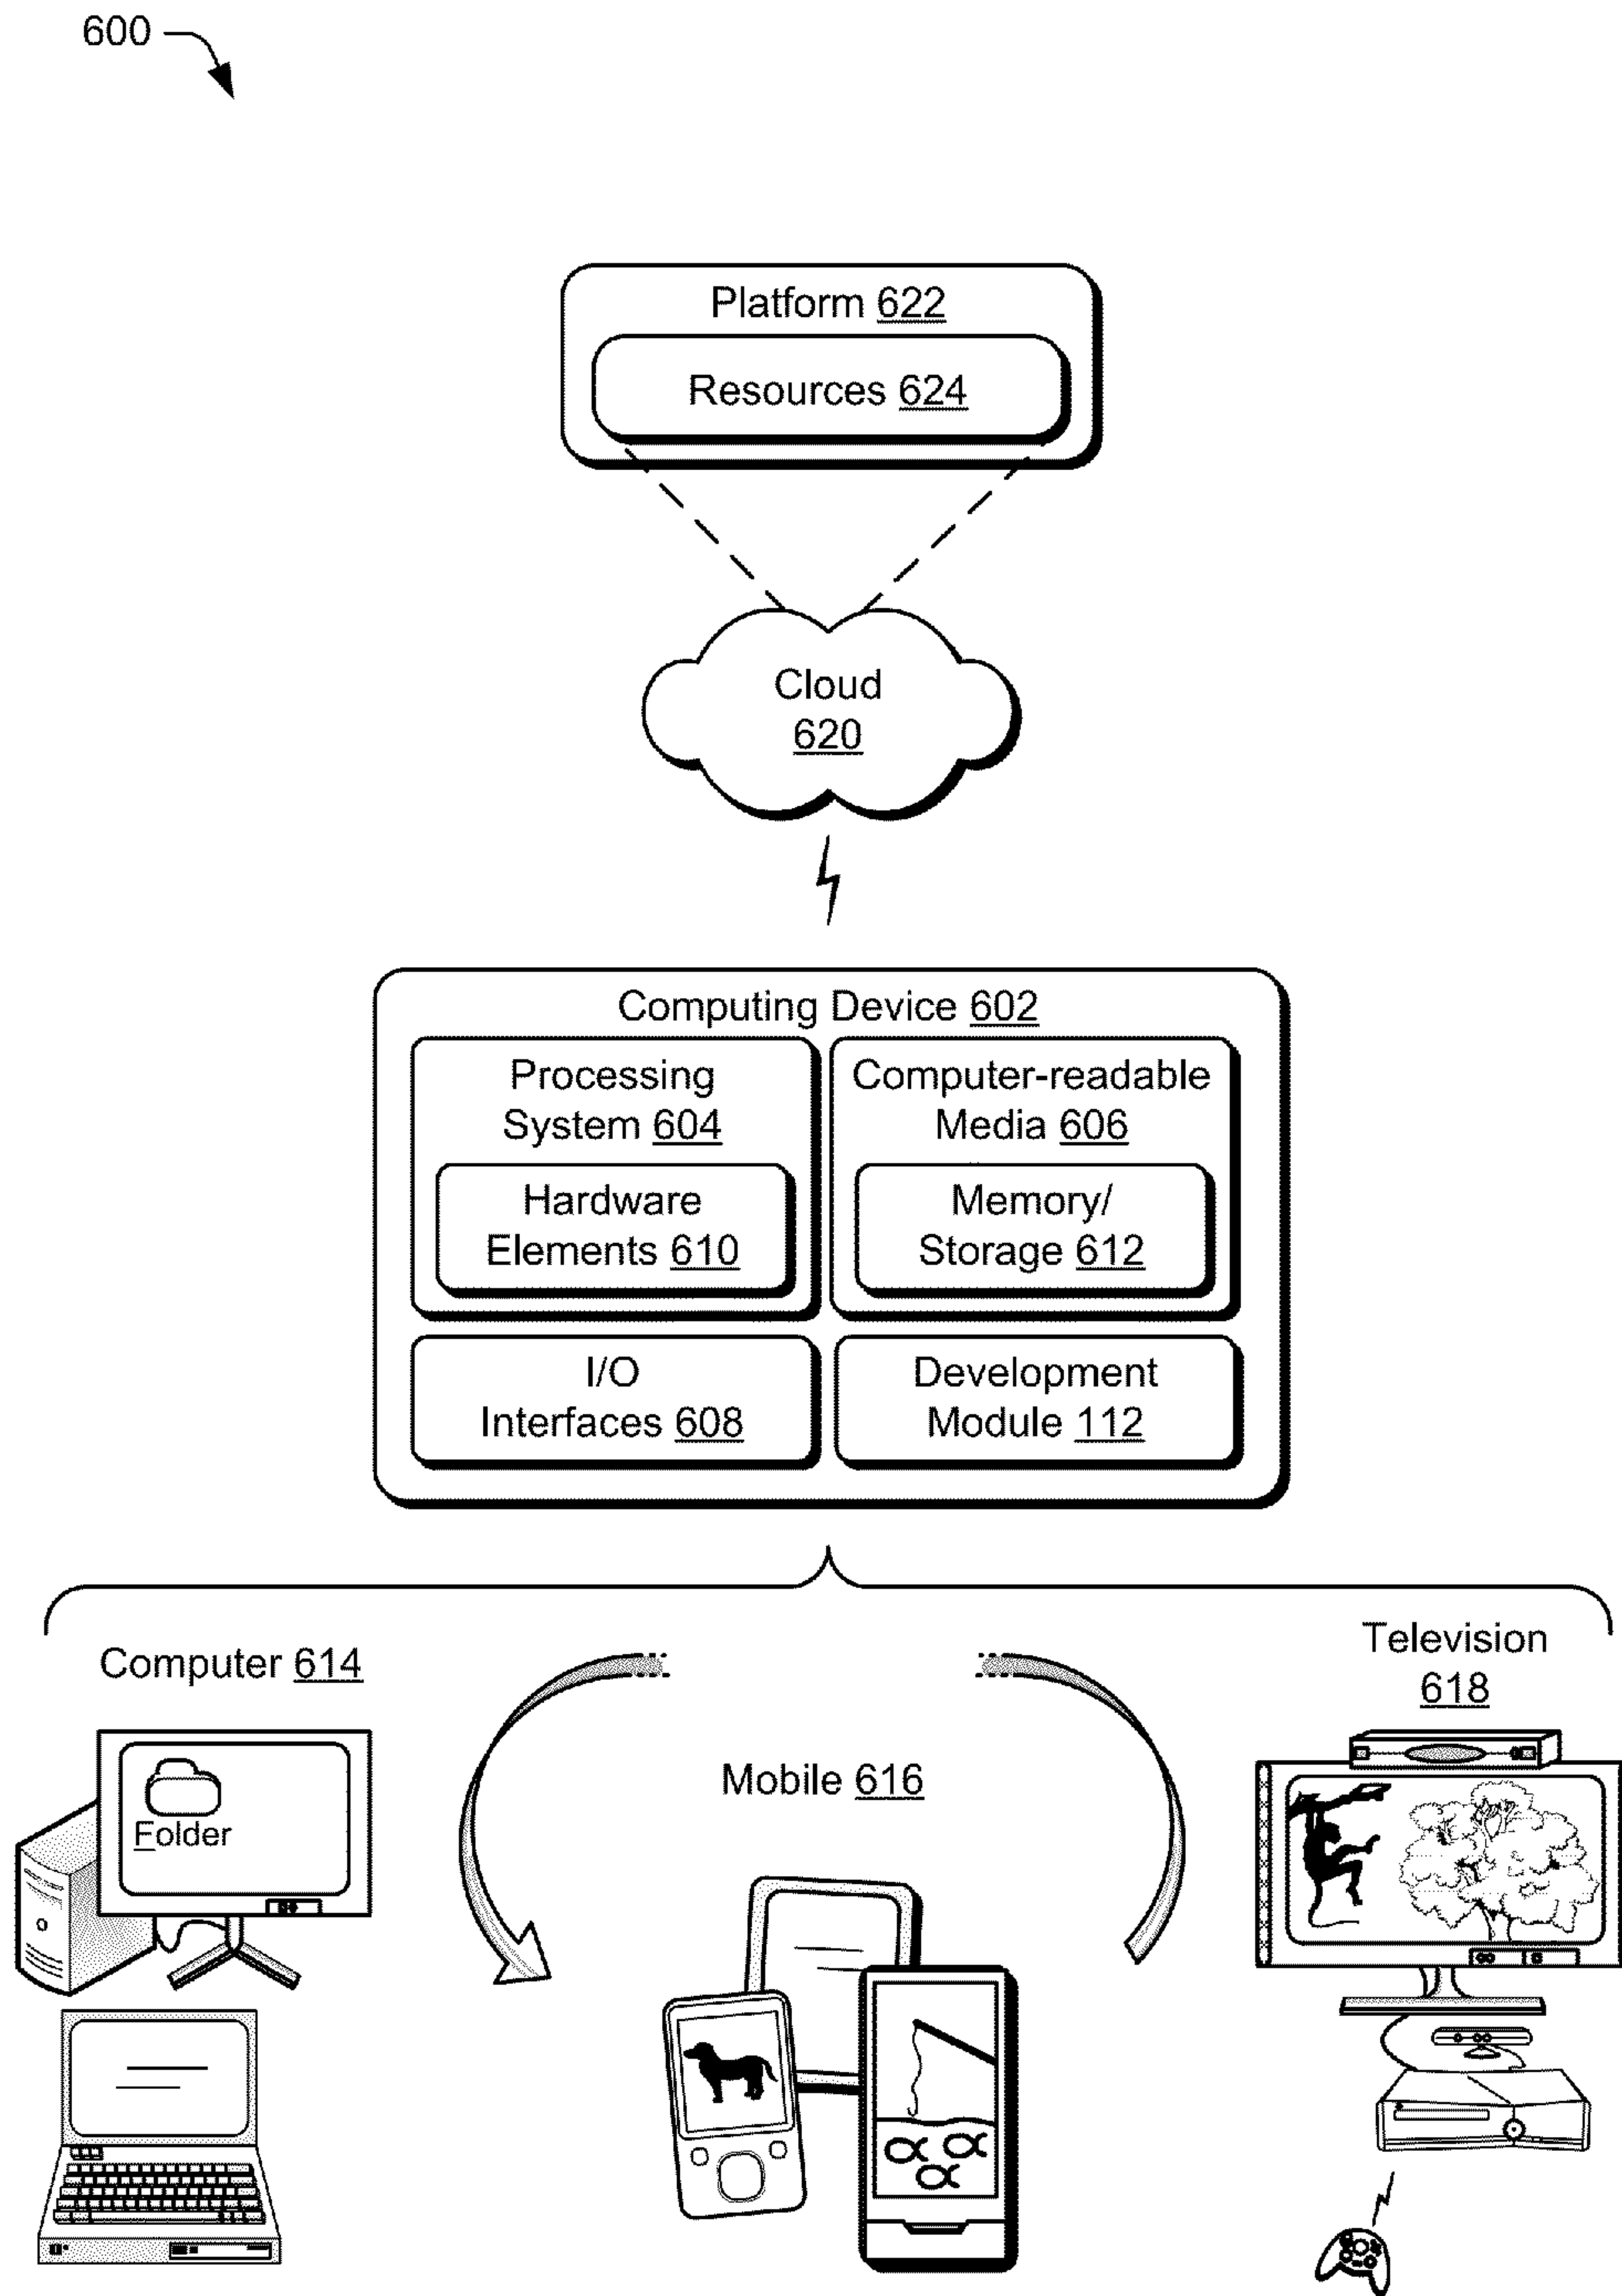 600
Platform 622
Resources 624
Cloud
620
Computing Device 602
Processing
System 604
Hardware
Elements 610
Computer-readable
Media 606
Memory/
Storage 612
I/O
Interfaces 608
Development
Module 112
Computer 614
Folder
Mobile 616
Television
618